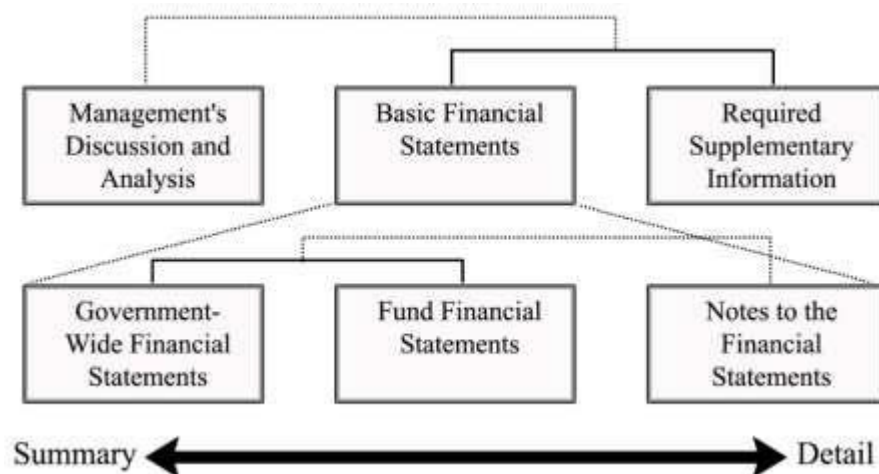 Management's
Discussion and
Analysis
Basic Financial
Statements
Required
Supplementary
Information
Government-
Wide Financial
Statements
Fund Financial
Statements
Notes to the
Financial
Statements
Summary
Detail